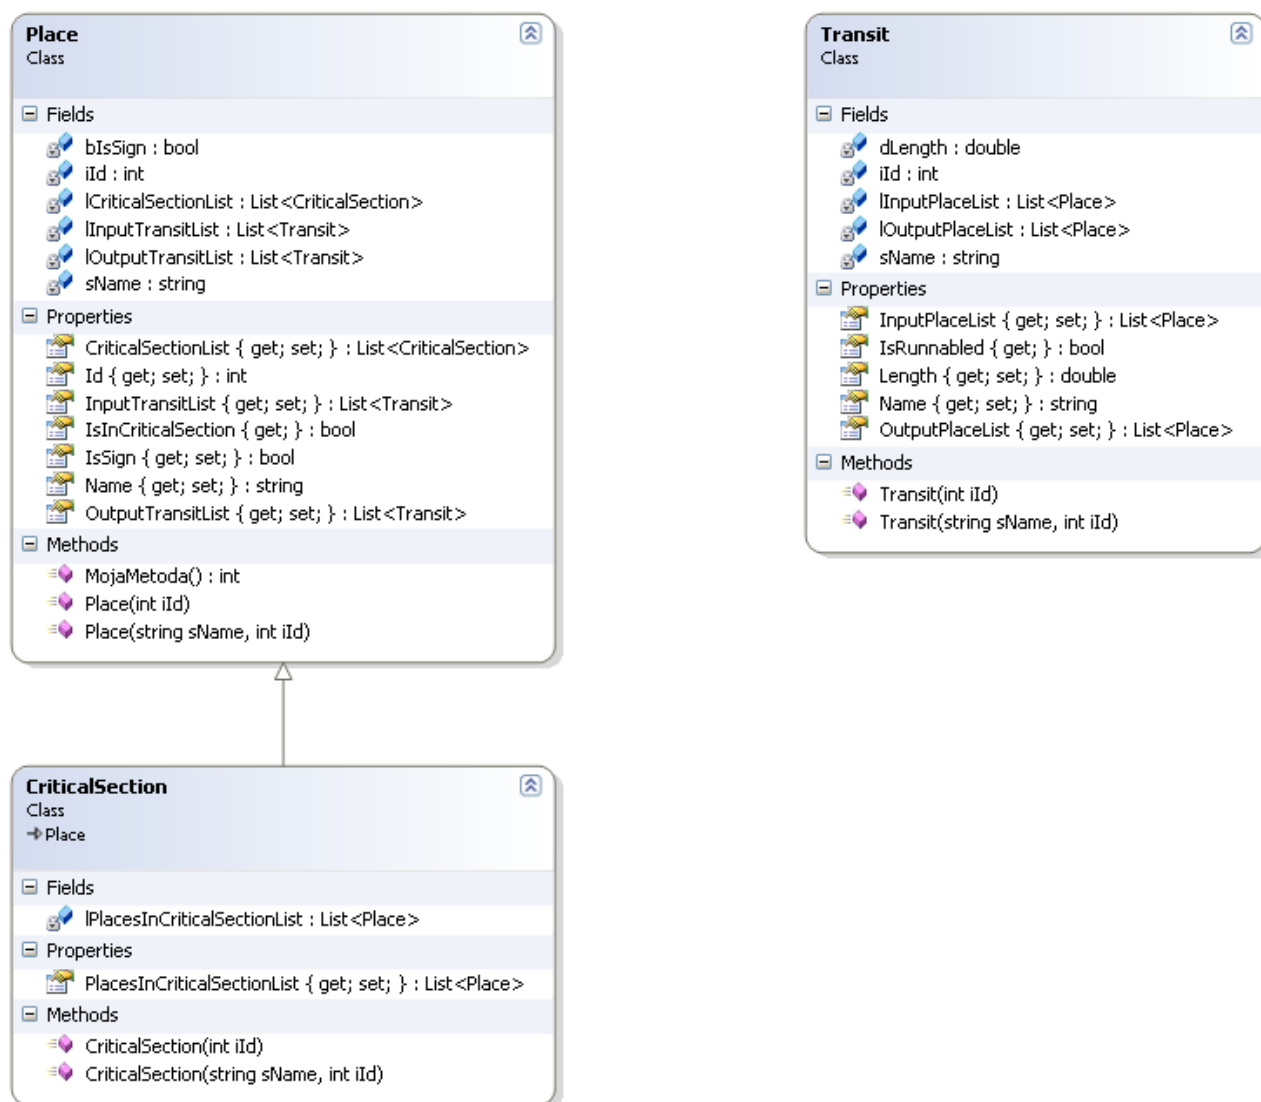 Place
Class
Fields
bIsSign : bool
iId : int
lCriticalSectionList : List<CriticalSection>
lInputTransitList : List<Transit>
lOutputTransitList : List<Transit>
sName : string
Properties
CriticalSectionList { get; set; } : List<CriticalSection>
Id { get; set; } : int
InputTransitList { get; set; } : List<Transit>
IsInCriticalSection { get; } : bool
IsSign { get; set; } : bool
Name { get; set; } : string
OutputTransitList { get; set; } : List<Transit>
Methods
MojaMetoda() : int
Place(int iId)
Place(string sName, int iId)
Transit
Class
Fields
dLength : double
iId : int
lInputPlaceList : List<Place>
lOutputPlaceList : List<Place>
sName : string
Properties
InputPlaceList { get; set; } : List<Place>
IsRunnabled { get; } : bool
Length { get; set; } : double
Name { get; set; } : string
OutputPlaceList { get; set; } : List<Place>
Methods
Transit(int iId)
Transit(string sName, int iId)
CriticalSection
Class
Place
Fields
lPlacesInCriticalSectionList : List<Place>
Properties
PlacesInCriticalSectionList { get; set; } : List<Place>
Methods
CriticalSection(int iId)
CriticalSection(string sName, int iId)